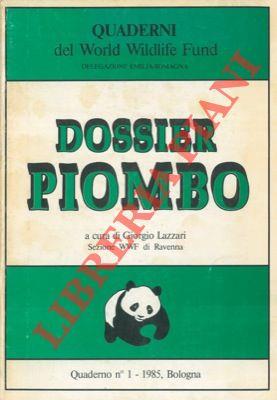 QUADERNI
del World Wildlife Fund
DELEGAZIONE EMILIA-ROMAGNA
DOSSIER
PIOMBO
a cura di Giorgio Lazzari
Sezione WWF di Ravenna
Quaderno n° 1 - 1985, Bologna
LIBRERIA PIANI